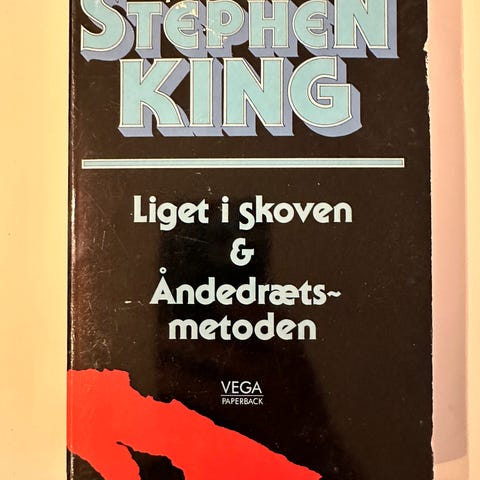 STEPHEN
KING
Liget i skoven
&
Åndedræts~
metoden
VEGA
PAPERBACK